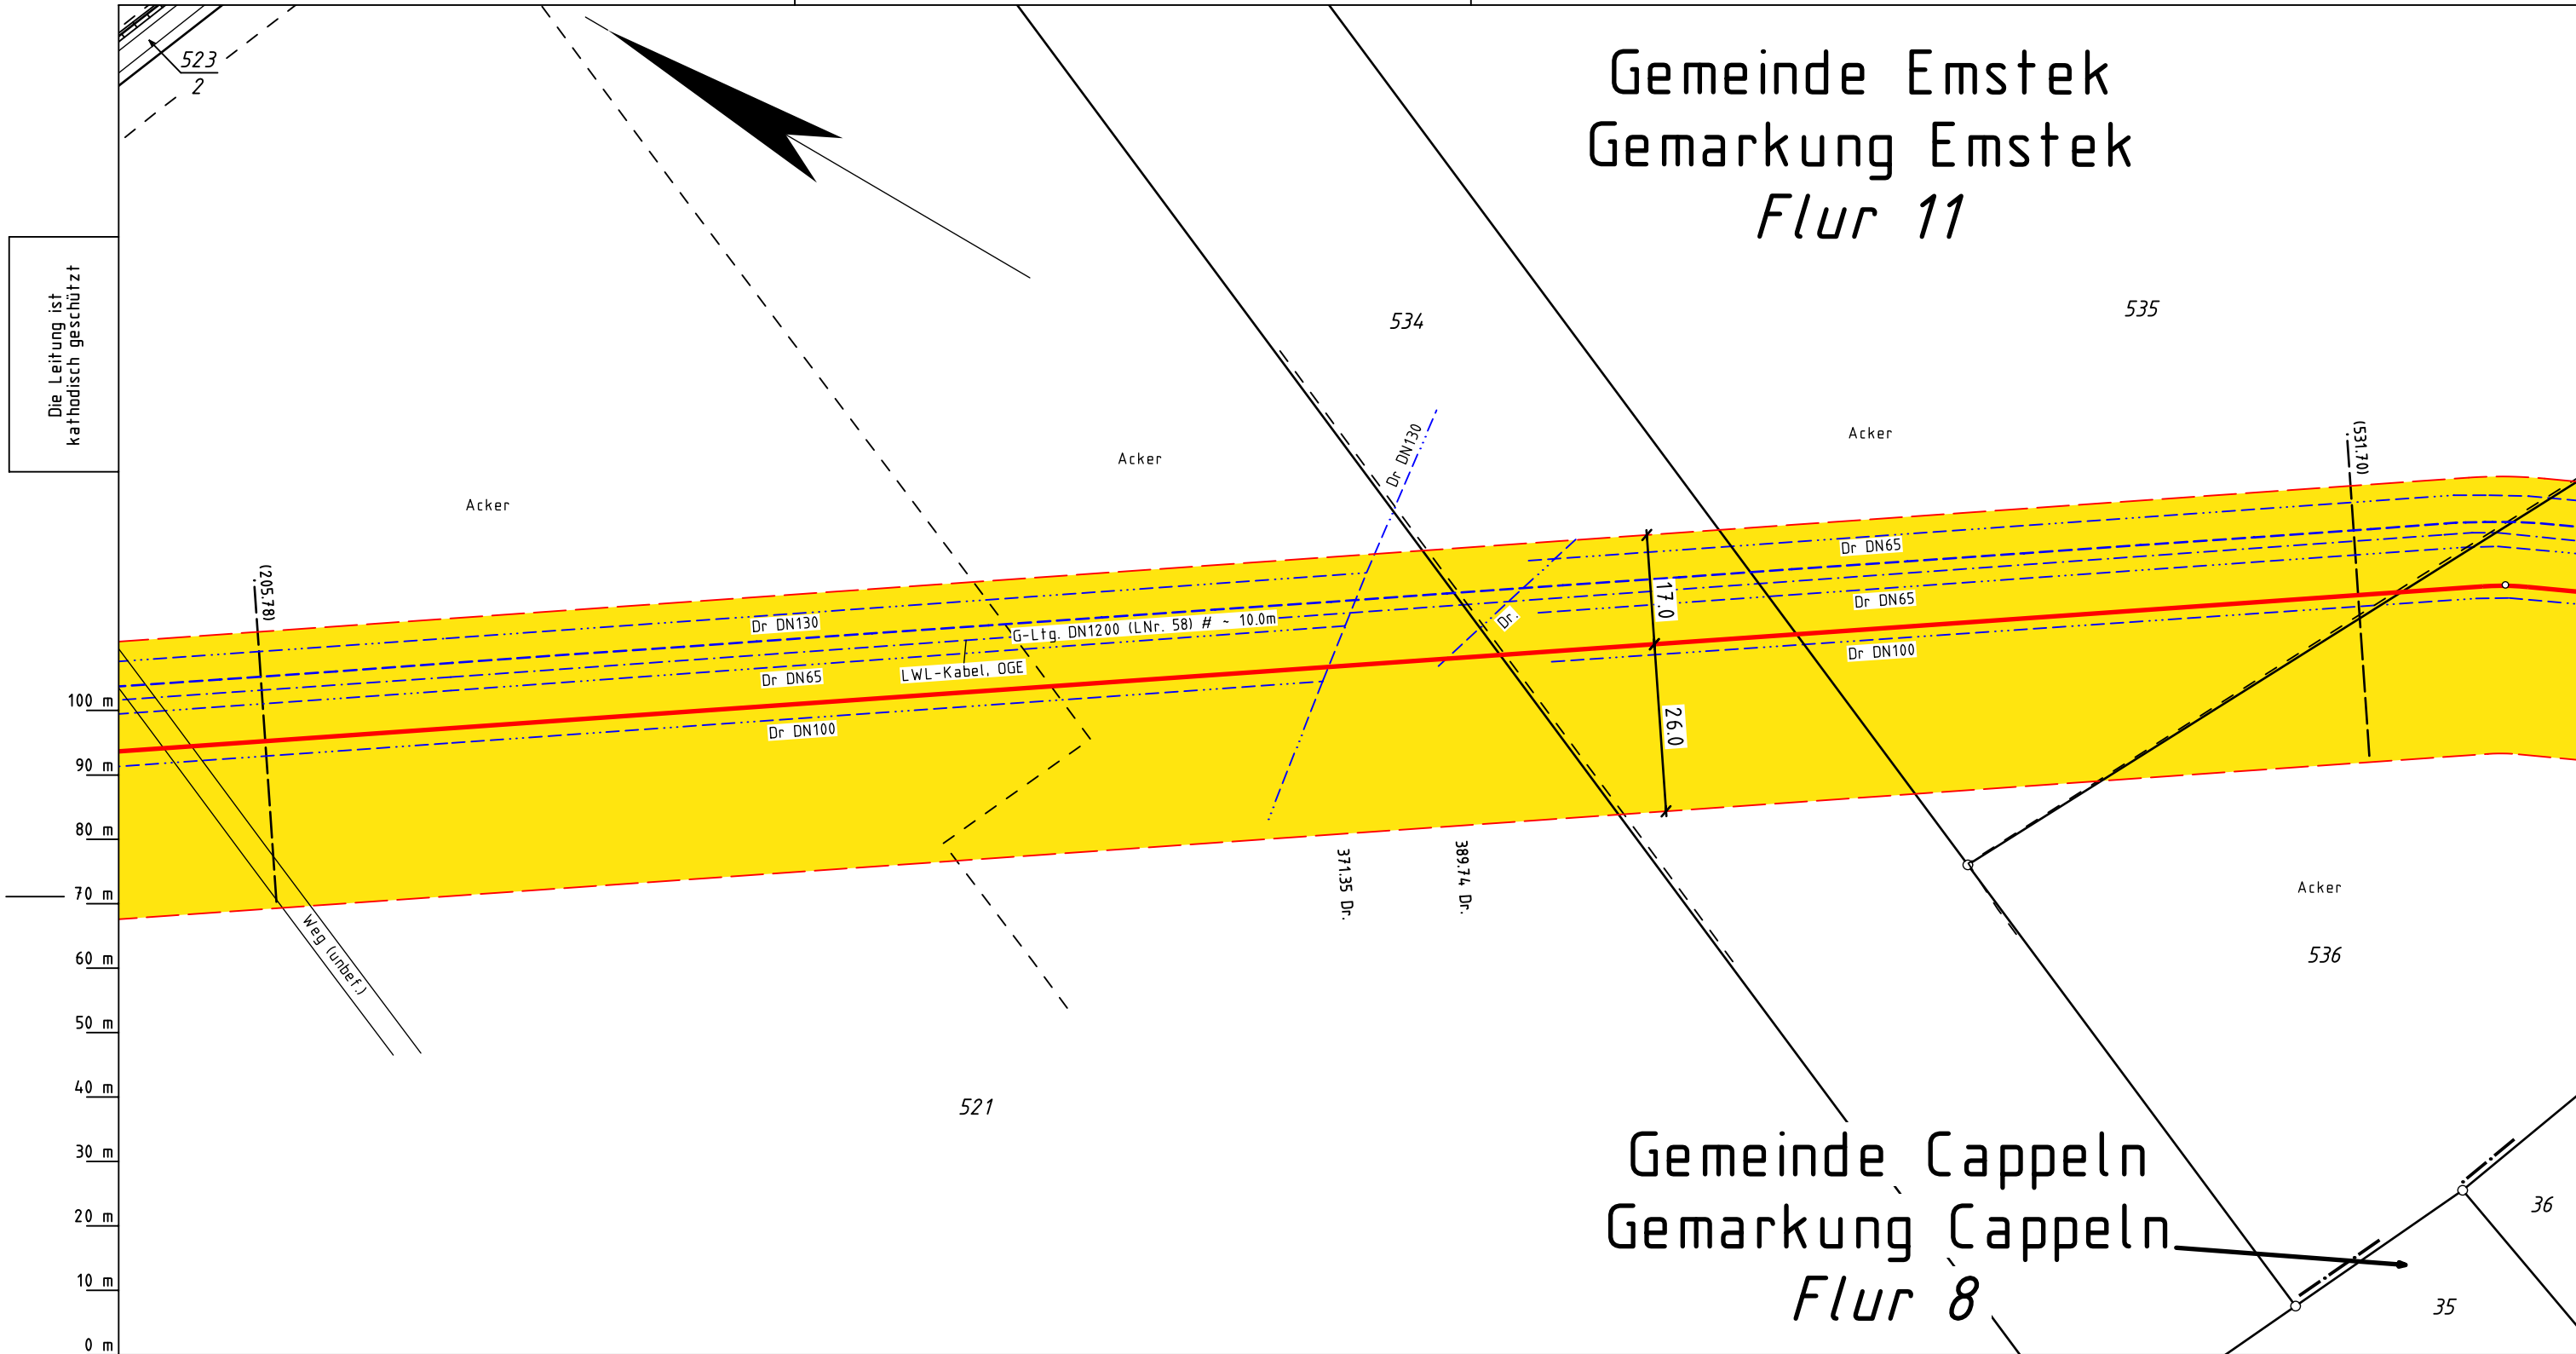 523
2
Gemeinde Emstek
Gemarkung Emstek
Flur 11
Die Leitung ist
kathodisch geschützt
534
535
Acker
Acker
Acker
Dr DN130
(531.70)
(205.78)
Dr DN65
Dr DN130
G-Ltg. DN1200 (LNr. 58) # ~ 10.0m
17.0
Dr DN65
Dr.
LWL-Kabel, OGE
Dr DN65
Dr DN100
Dr DN100
26.0
100 m
90 m
80 m
70 m
60 m
50 m
40 m
30 m
20 m
10 m
0 m
371.35 Dr.
389.74 Dr.
Acker
Weg (unbef.)
536
521
Gemeinde Cappeln
Gemarkung Cappeln
Flur 8
36
35